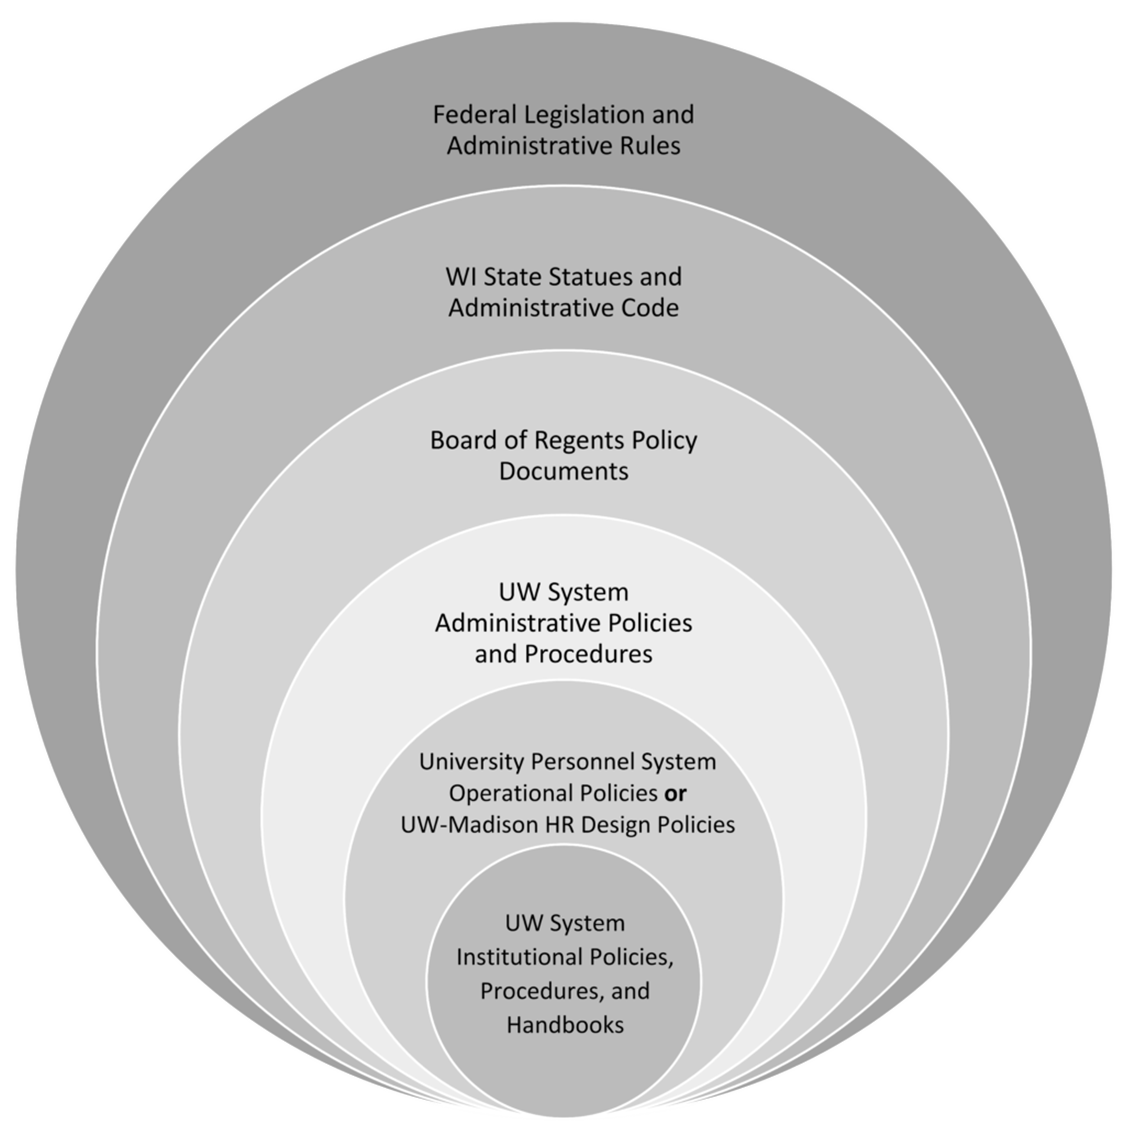 Federal Legislation and
Administrative Rules
WI State Statues and
Administrative Code
Board of Regents Policy
Documents
UW System
Administrative Policies
and Procedures
University Personnel System
Operational Policies or
UW-Madison HR Design Policies
UW System
Institutional Policies,
Procedures, and
Handbooks